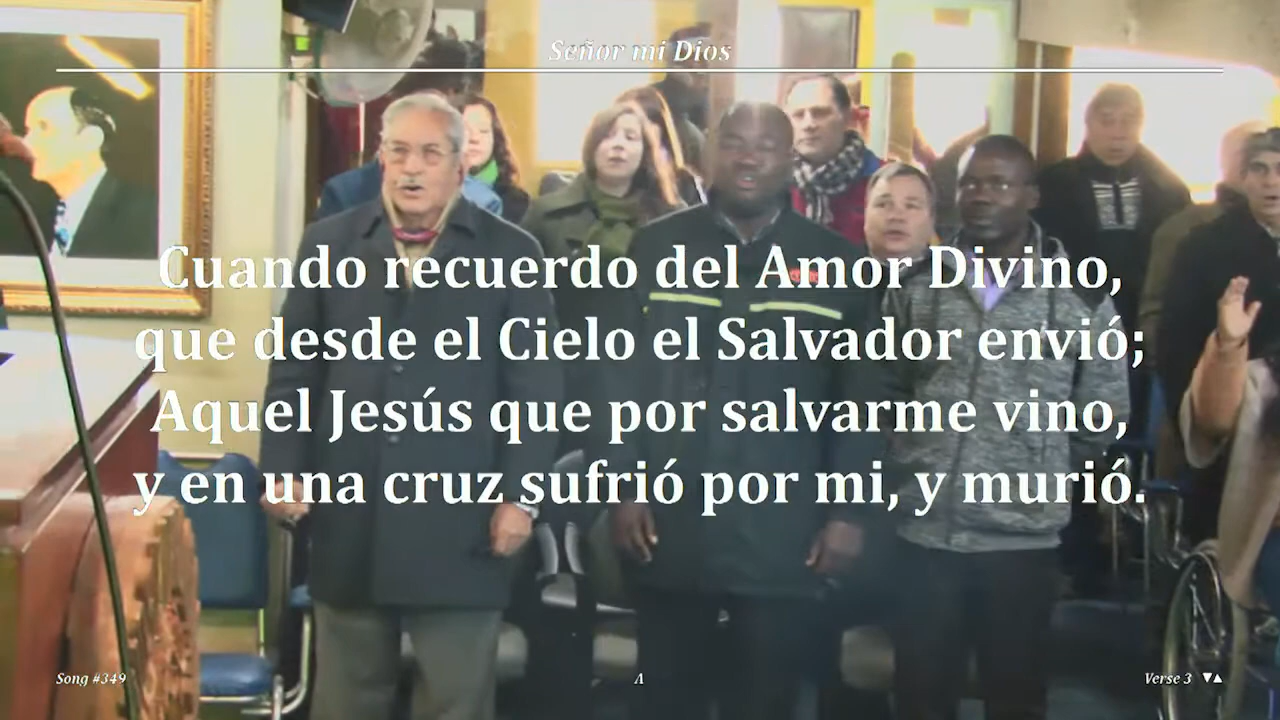 Señor mi Dios
Cuando recuerdo del Amor Divino,
que desde el Cielo el Salvador envió;
Aquel Jesús que por salvarme vino,
y en una cruz sufrió por mi, y murió.
Song #349
Verse 3 ▼▲